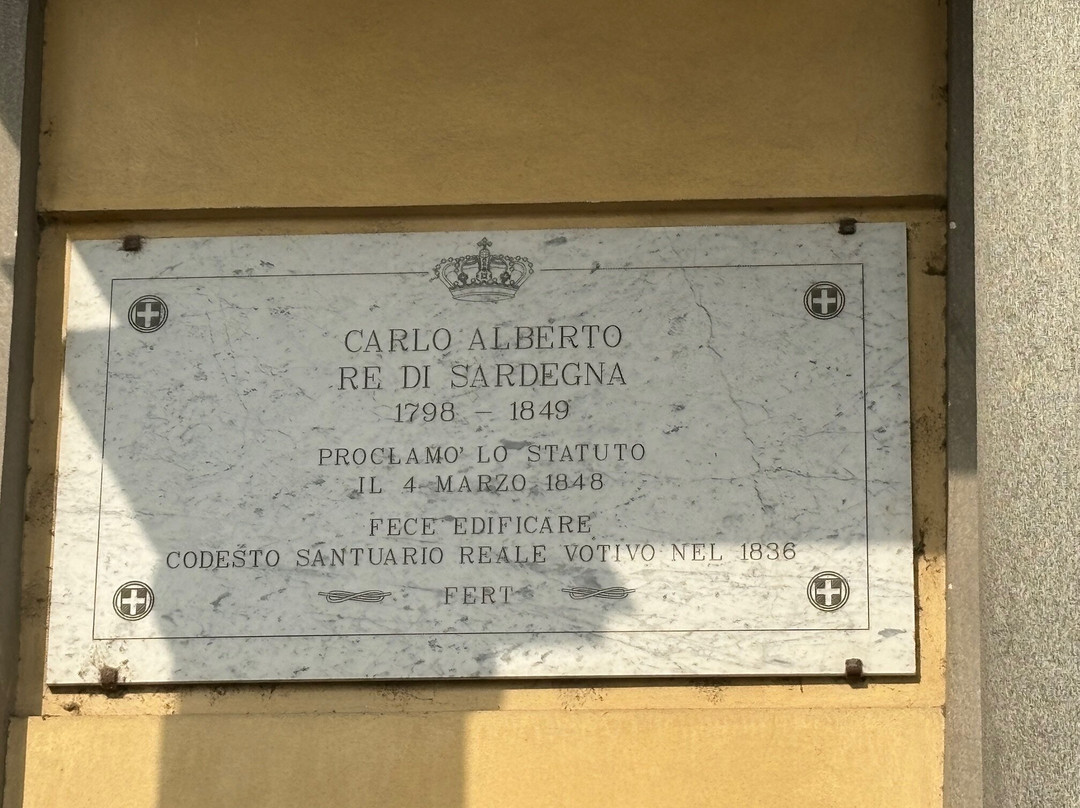 CARLO ALBERTO
RE DI SARDEGNA
1798 – 1849
PROCLAMO' LO STATUTO
IL 4 MARZO 1848
FECE EDIFICARE
CODESTO SANTUARIO REALE VOTIVO NEL 1836
FERT